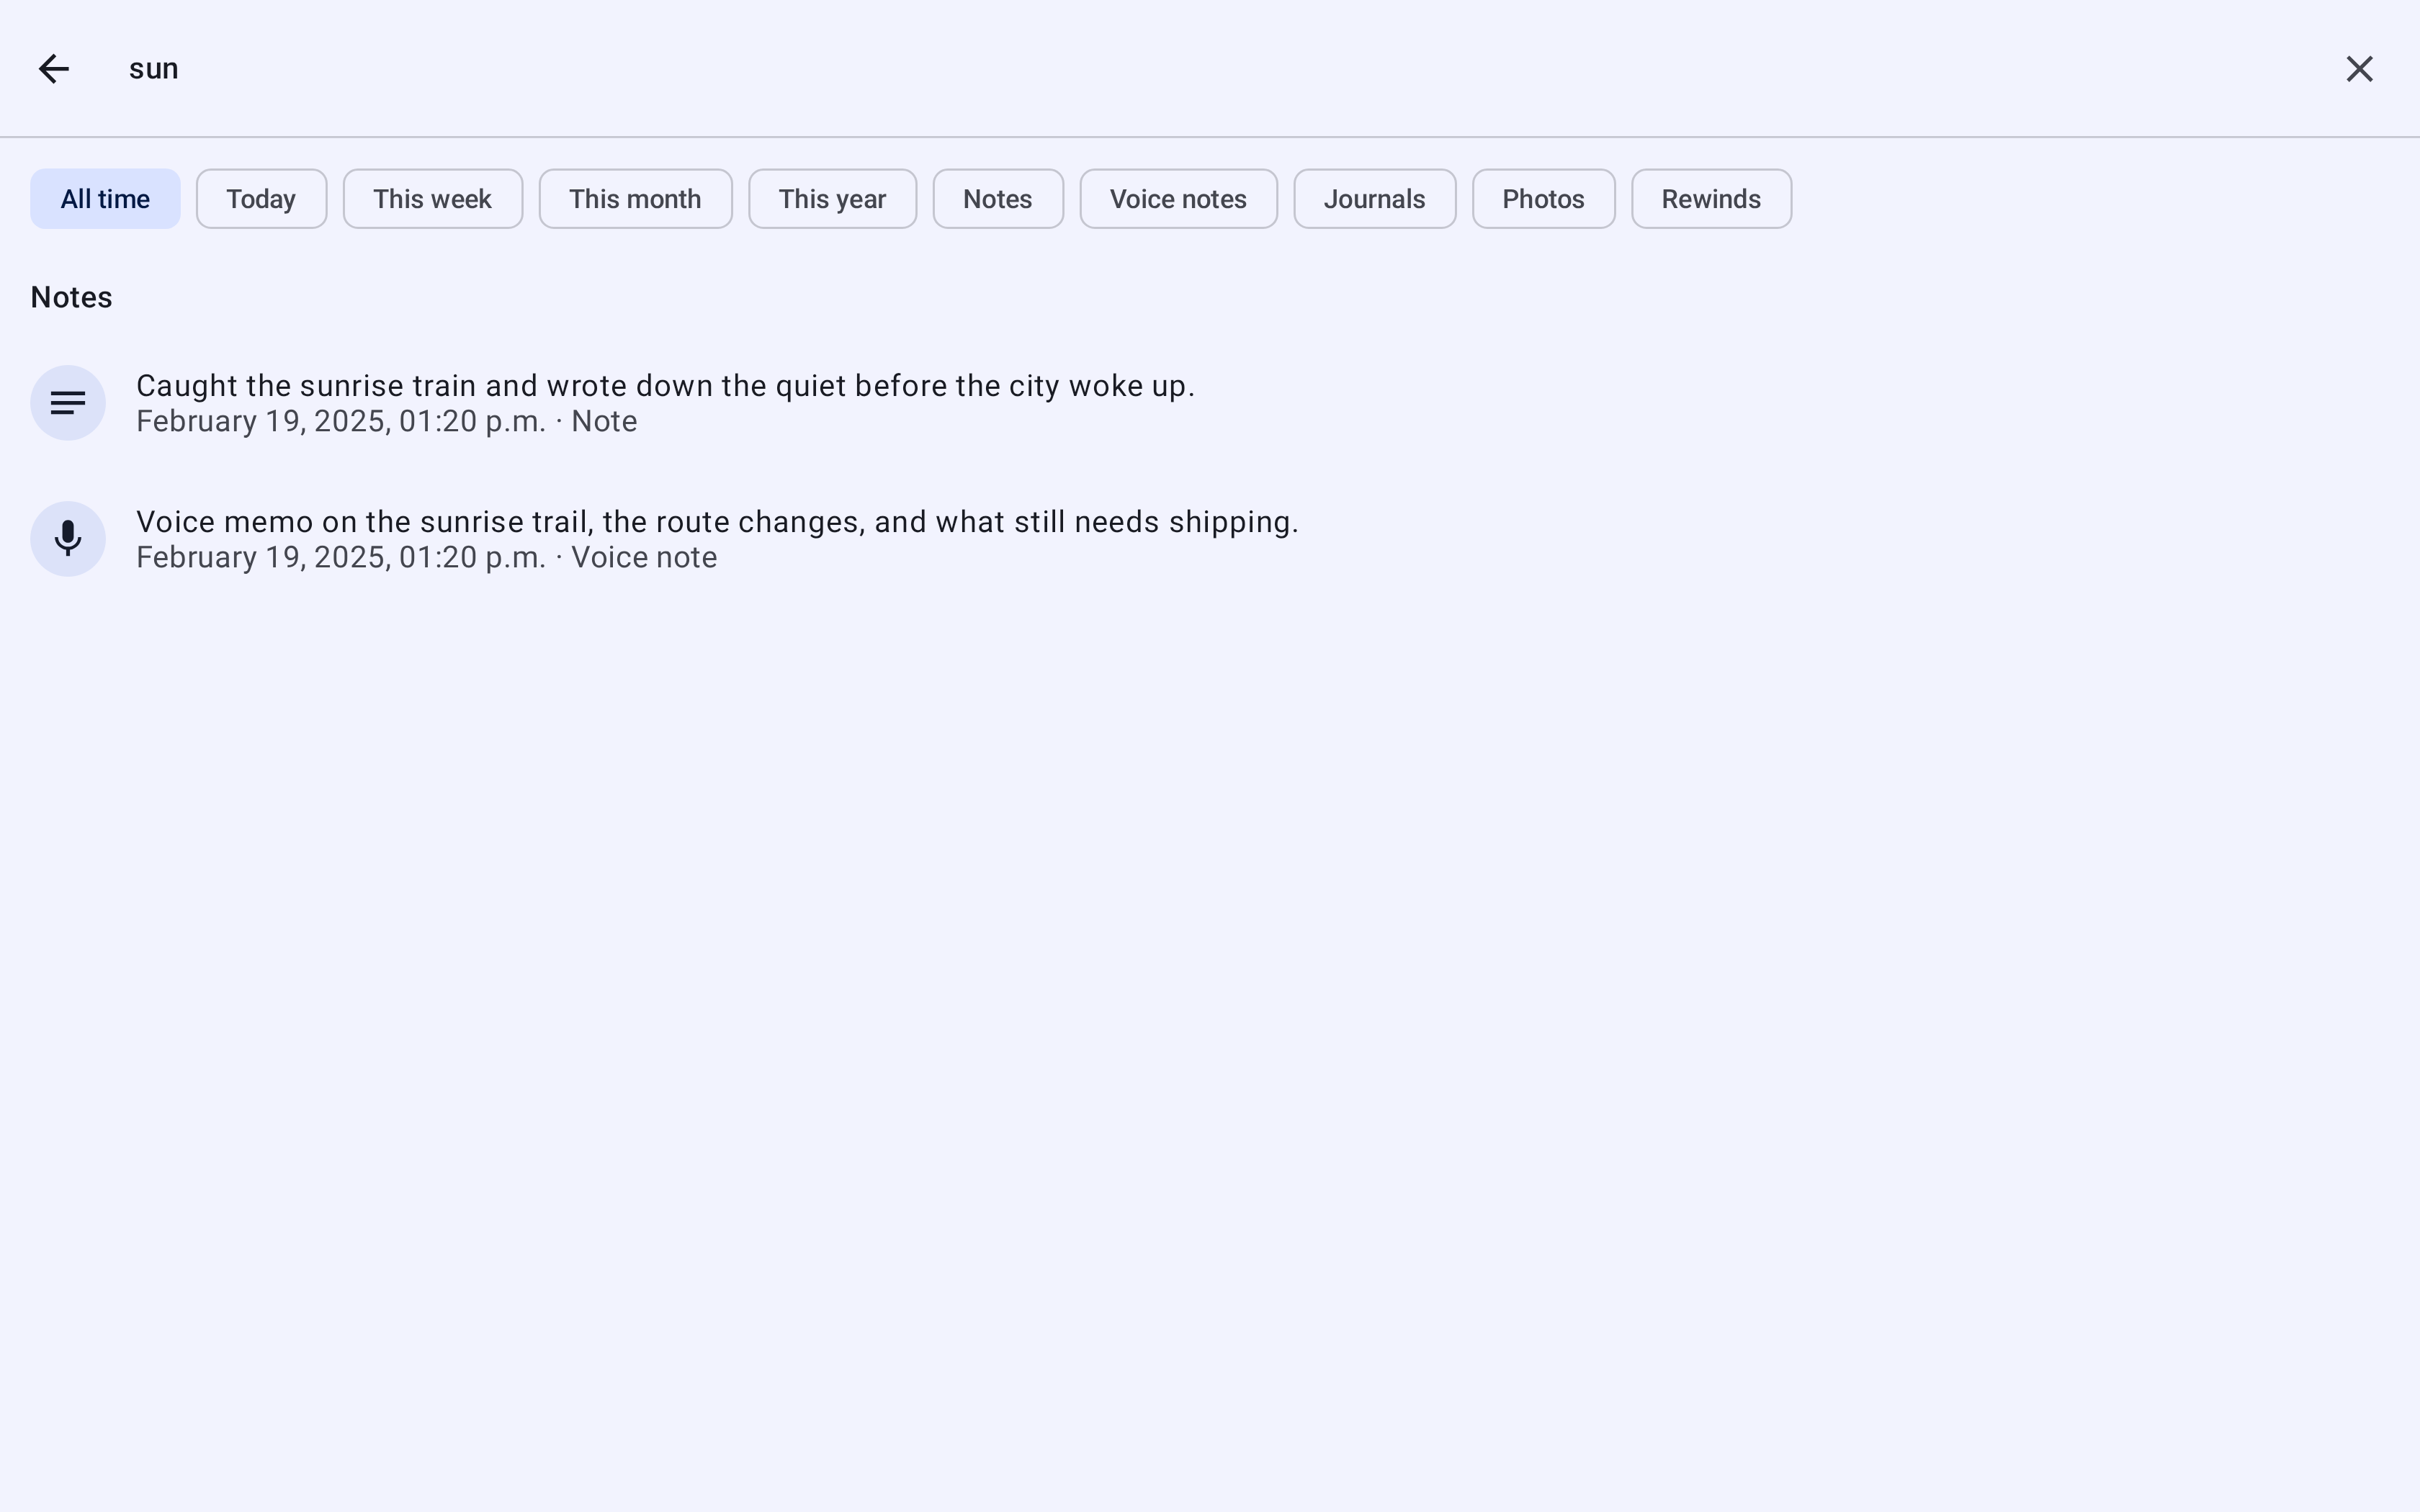 sun
All time
Today
This week
This month
This year
Notes
Voice notes
Journals
Photos
Rewinds
Notes
Caught the sunrise train and wrote down the quiet before the city woke up.
February 19, 2025, 01:20 p.m. · Note
Voice memo on the sunrise trail, the route changes, and what still needs shipping.
February 19, 2025, 01:20 p.m. · Voice note